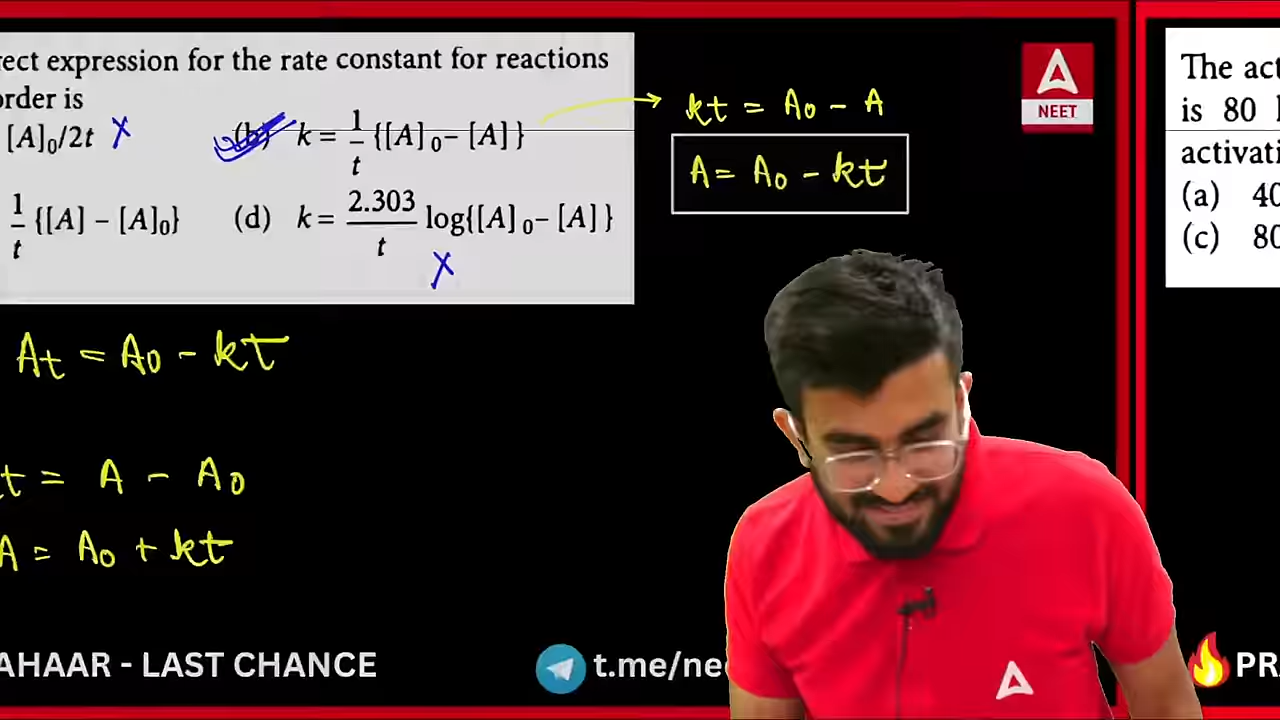 rect expression for the rate constant for reactions
order is
[A]₀/2t X (b) k = 1/t {[A]₀ – [A]}
1/t {[A] – [A]₀} (d) k = 2.303/t log{[A]₀ – [A]}
X
kt = A₀ – A
A = A₀ – kt
At = A₀ – kt
t = A – A₀
A = A₀ + kt
NEET
The act
is 80
activati
(a) 40
(c) 80
AHAAR - LAST CHANCE
t.me/nee
PR